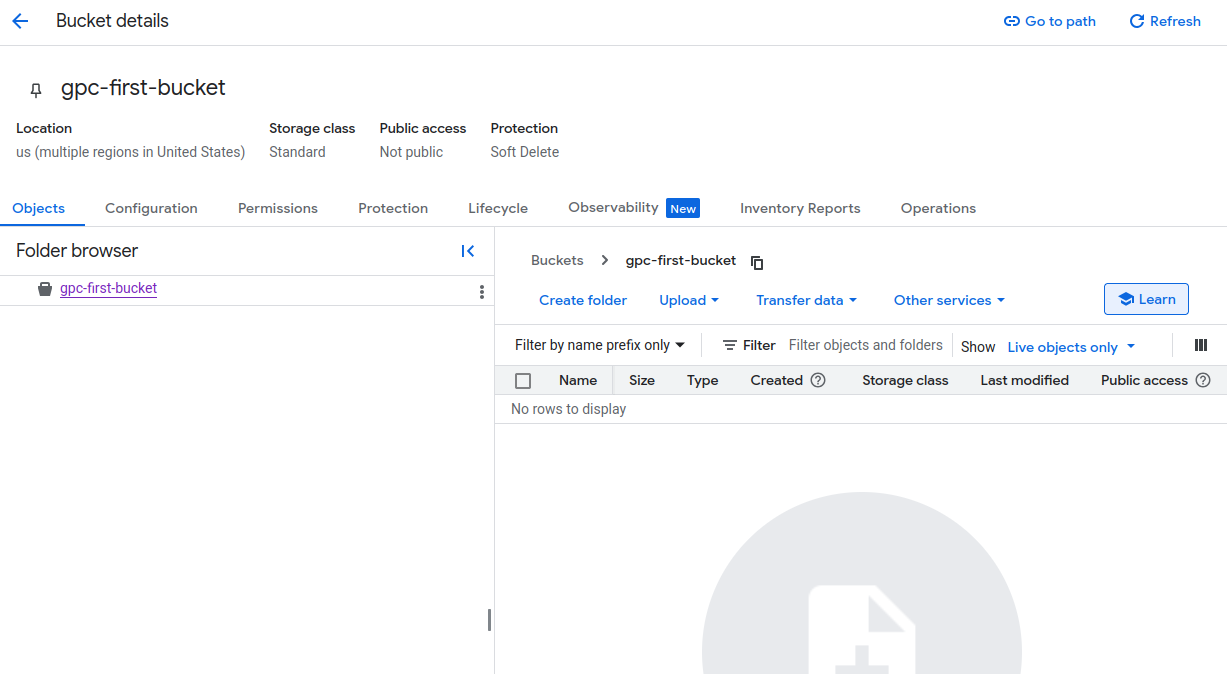 Bucket details
Go to path
Refresh
gpc-first-bucket
Location Storage class Public access Protection
us (multiple regions in United States) Standard Not public Soft Delete
Objects Configuration Permissions Protection Lifecycle Observability New Inventory Reports Operations
Folder browser
gpc-first-bucket
Buckets gpc-first-bucket
Create folder Upload Transfer data Other services Learn
Filter by name prefix only Filter Filter objects and folders Show Live objects only
Name Size Type Created Storage class Last modified Public access
No rows to display